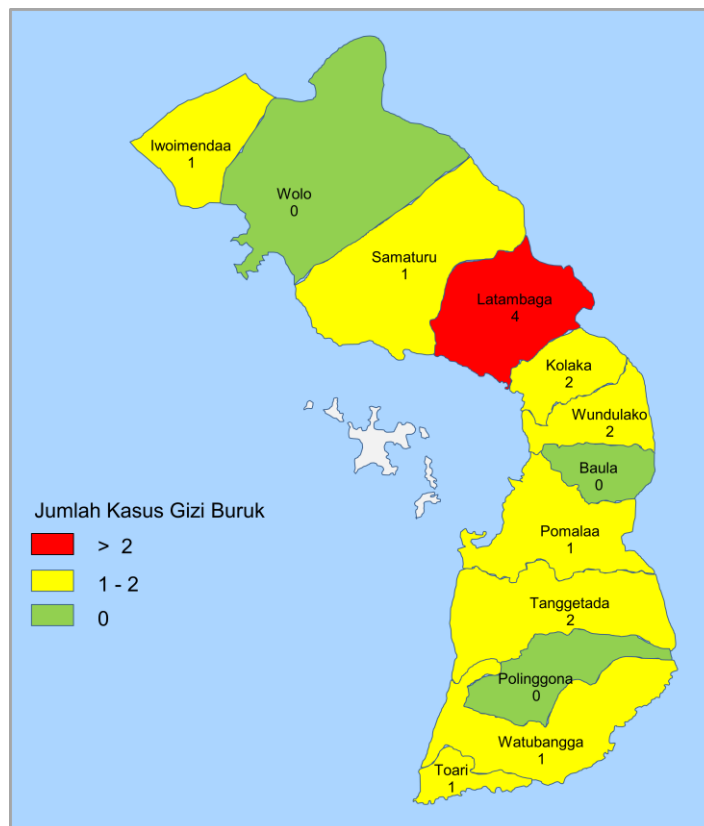 Iwoimendaa
1
Wolo
0
Samaturu
1
Latambaga
4
Kolaka
2
Wundulako
2
Baula
0
Pomalaa
1
Tanggetada
2
Polinggona
0
Watubangga
1
Toari
1
Jumlah Kasus Gizi Buruk
> 2
1 - 2
0